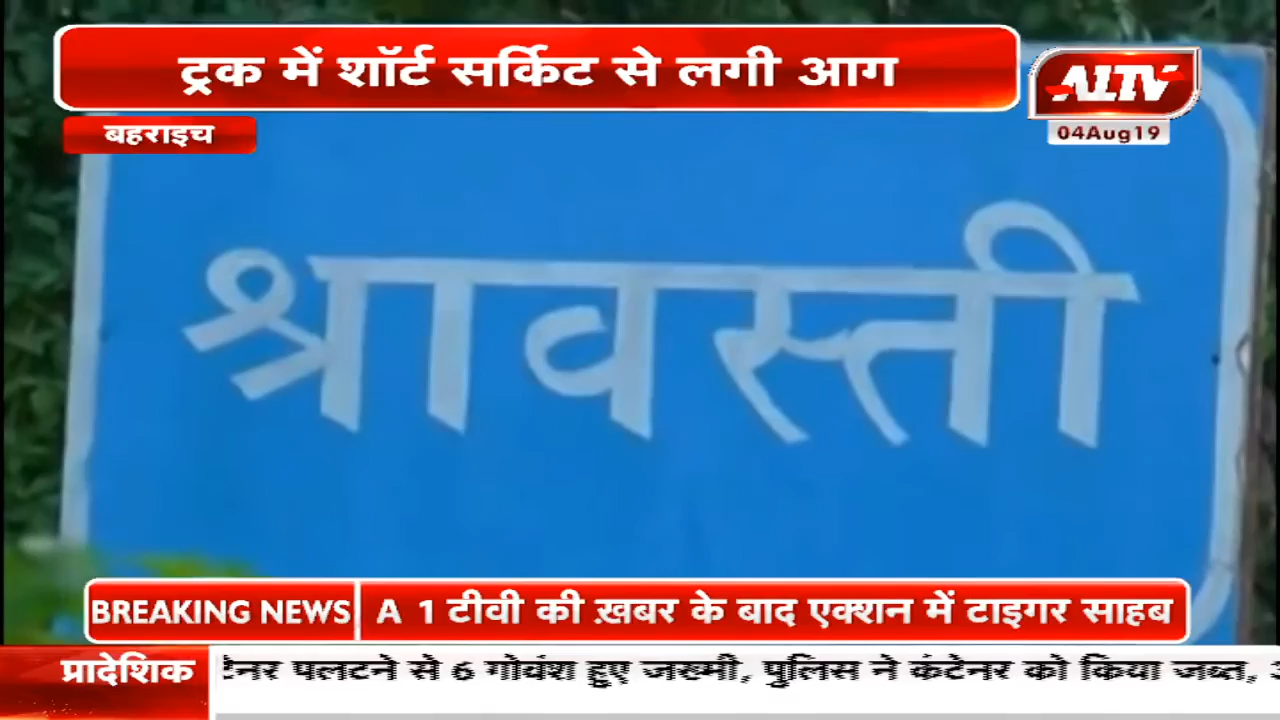 ट्रक में शॉर्ट सर्किट से लगी आग
ALTV
04Aug19
बहराइच
श्रावस्ती
BREAKING NEWS
A 1 टीवी की ख़बर के बाद एक्शन में टाइगर साहब
प्रादेशिक
पलटने से 6 गोवंश हुए जख्मी, पुलिस ने कंटेनर को किया जब्त,